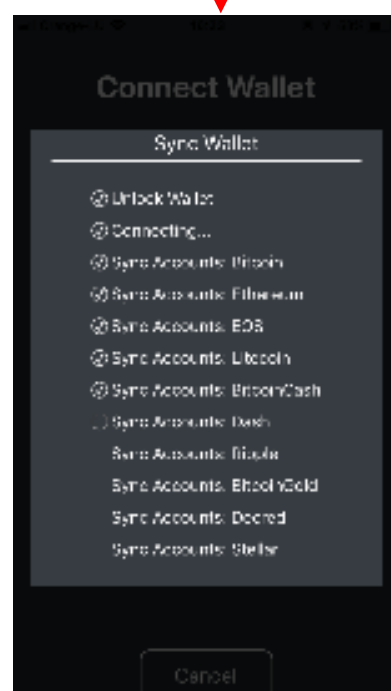 Connect Wallet
Sync Wallet
Unlock Wallet
Connecting...
Sync Accounts: Bitcoin
Sync Accounts: Ethereum
Sync Accounts: EOS
Sync Accounts: Litecoin
Sync Accounts: BitcoinCash
Sync Accounts: Dash
Sync Accounts: Ripple
Sync Accounts: BitcoinGold
Sync Accounts: Decred
Sync Accounts: Stellar
Cancel